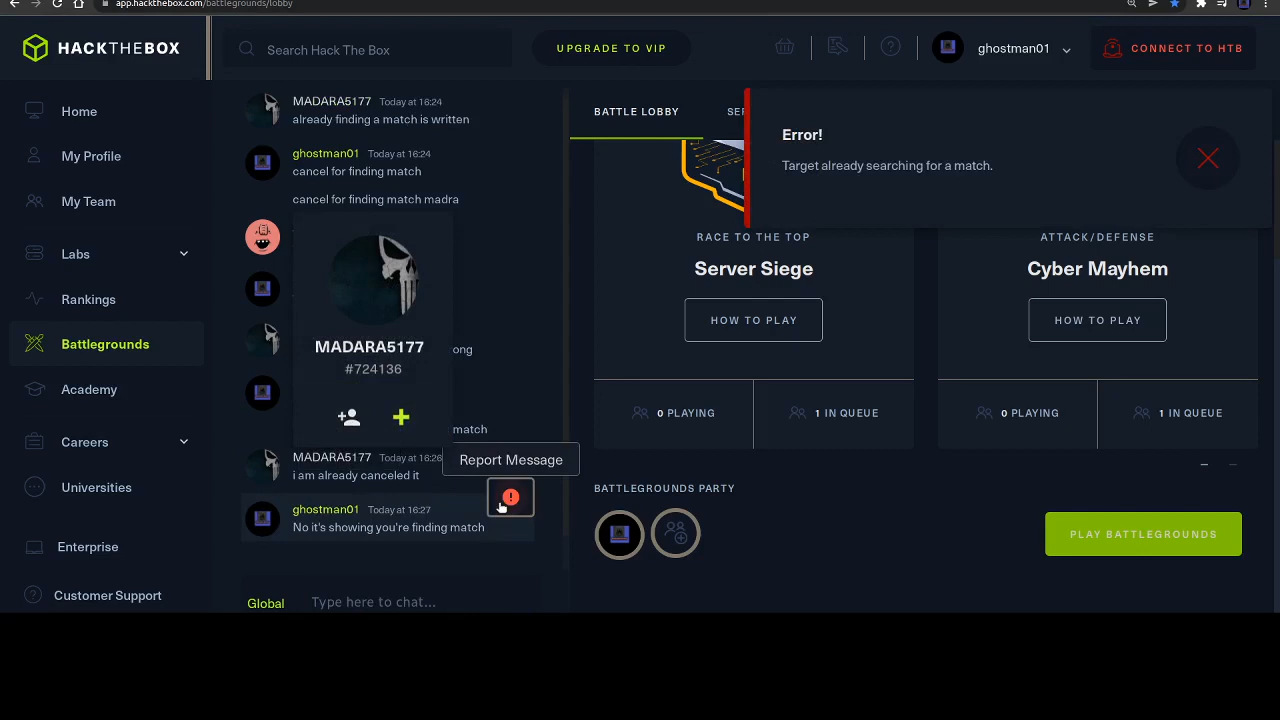 app.hackthebox.com/battlegrounds/lobby
HACKTHEBOX
Search Hack The Box
UPGRADE TO VIP
ghostman01
CONNECT TO HTB
Home
My Profile
My Team
Labs
Rankings
Battlegrounds
Academy
Careers
Universities
Enterprise
Customer Support
MADARA5177 Today at 16:24
already finding a match is written
ghostman01 Today at 16:24
cancel for finding match
cancel for finding match madra
MADARA5177
#724136
ong
match
MADARA5177 Today at 16:26
i am already canceled it
Report Message
ghostman01 Today at 16:27
No it's showing you're finding match
Global
Type here to chat...
BATTLE LOBBY
SE
Error!
Target already searching for a match.
RACE TO THE TOP
Server Siege
HOW TO PLAY
0 PLAYING
1 IN QUEUE
ATTACK/DEFENSE
Cyber Mayhem
HOW TO PLAY
0 PLAYING
1 IN QUEUE
BATTLEGROUNDS PARTY
PLAY BATTLEGROUNDS